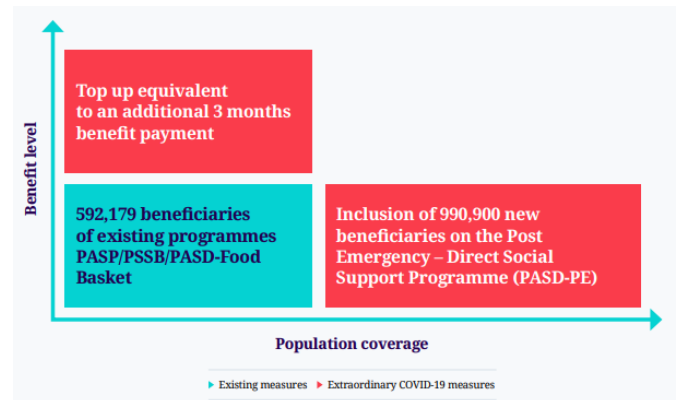 Benefit level
Top up equivalent
to an additional 3 months
benefit payment
592,179 beneficiaries
of existing programmes
PASP/PSSB/PASD-Food
Basket
Inclusion of 990,900 new
beneficiaries on the Post
Emergency – Direct Social
Support Programme (PASD-PE)
Population coverage
Existing measures
Extraordinary COVID-19 measures